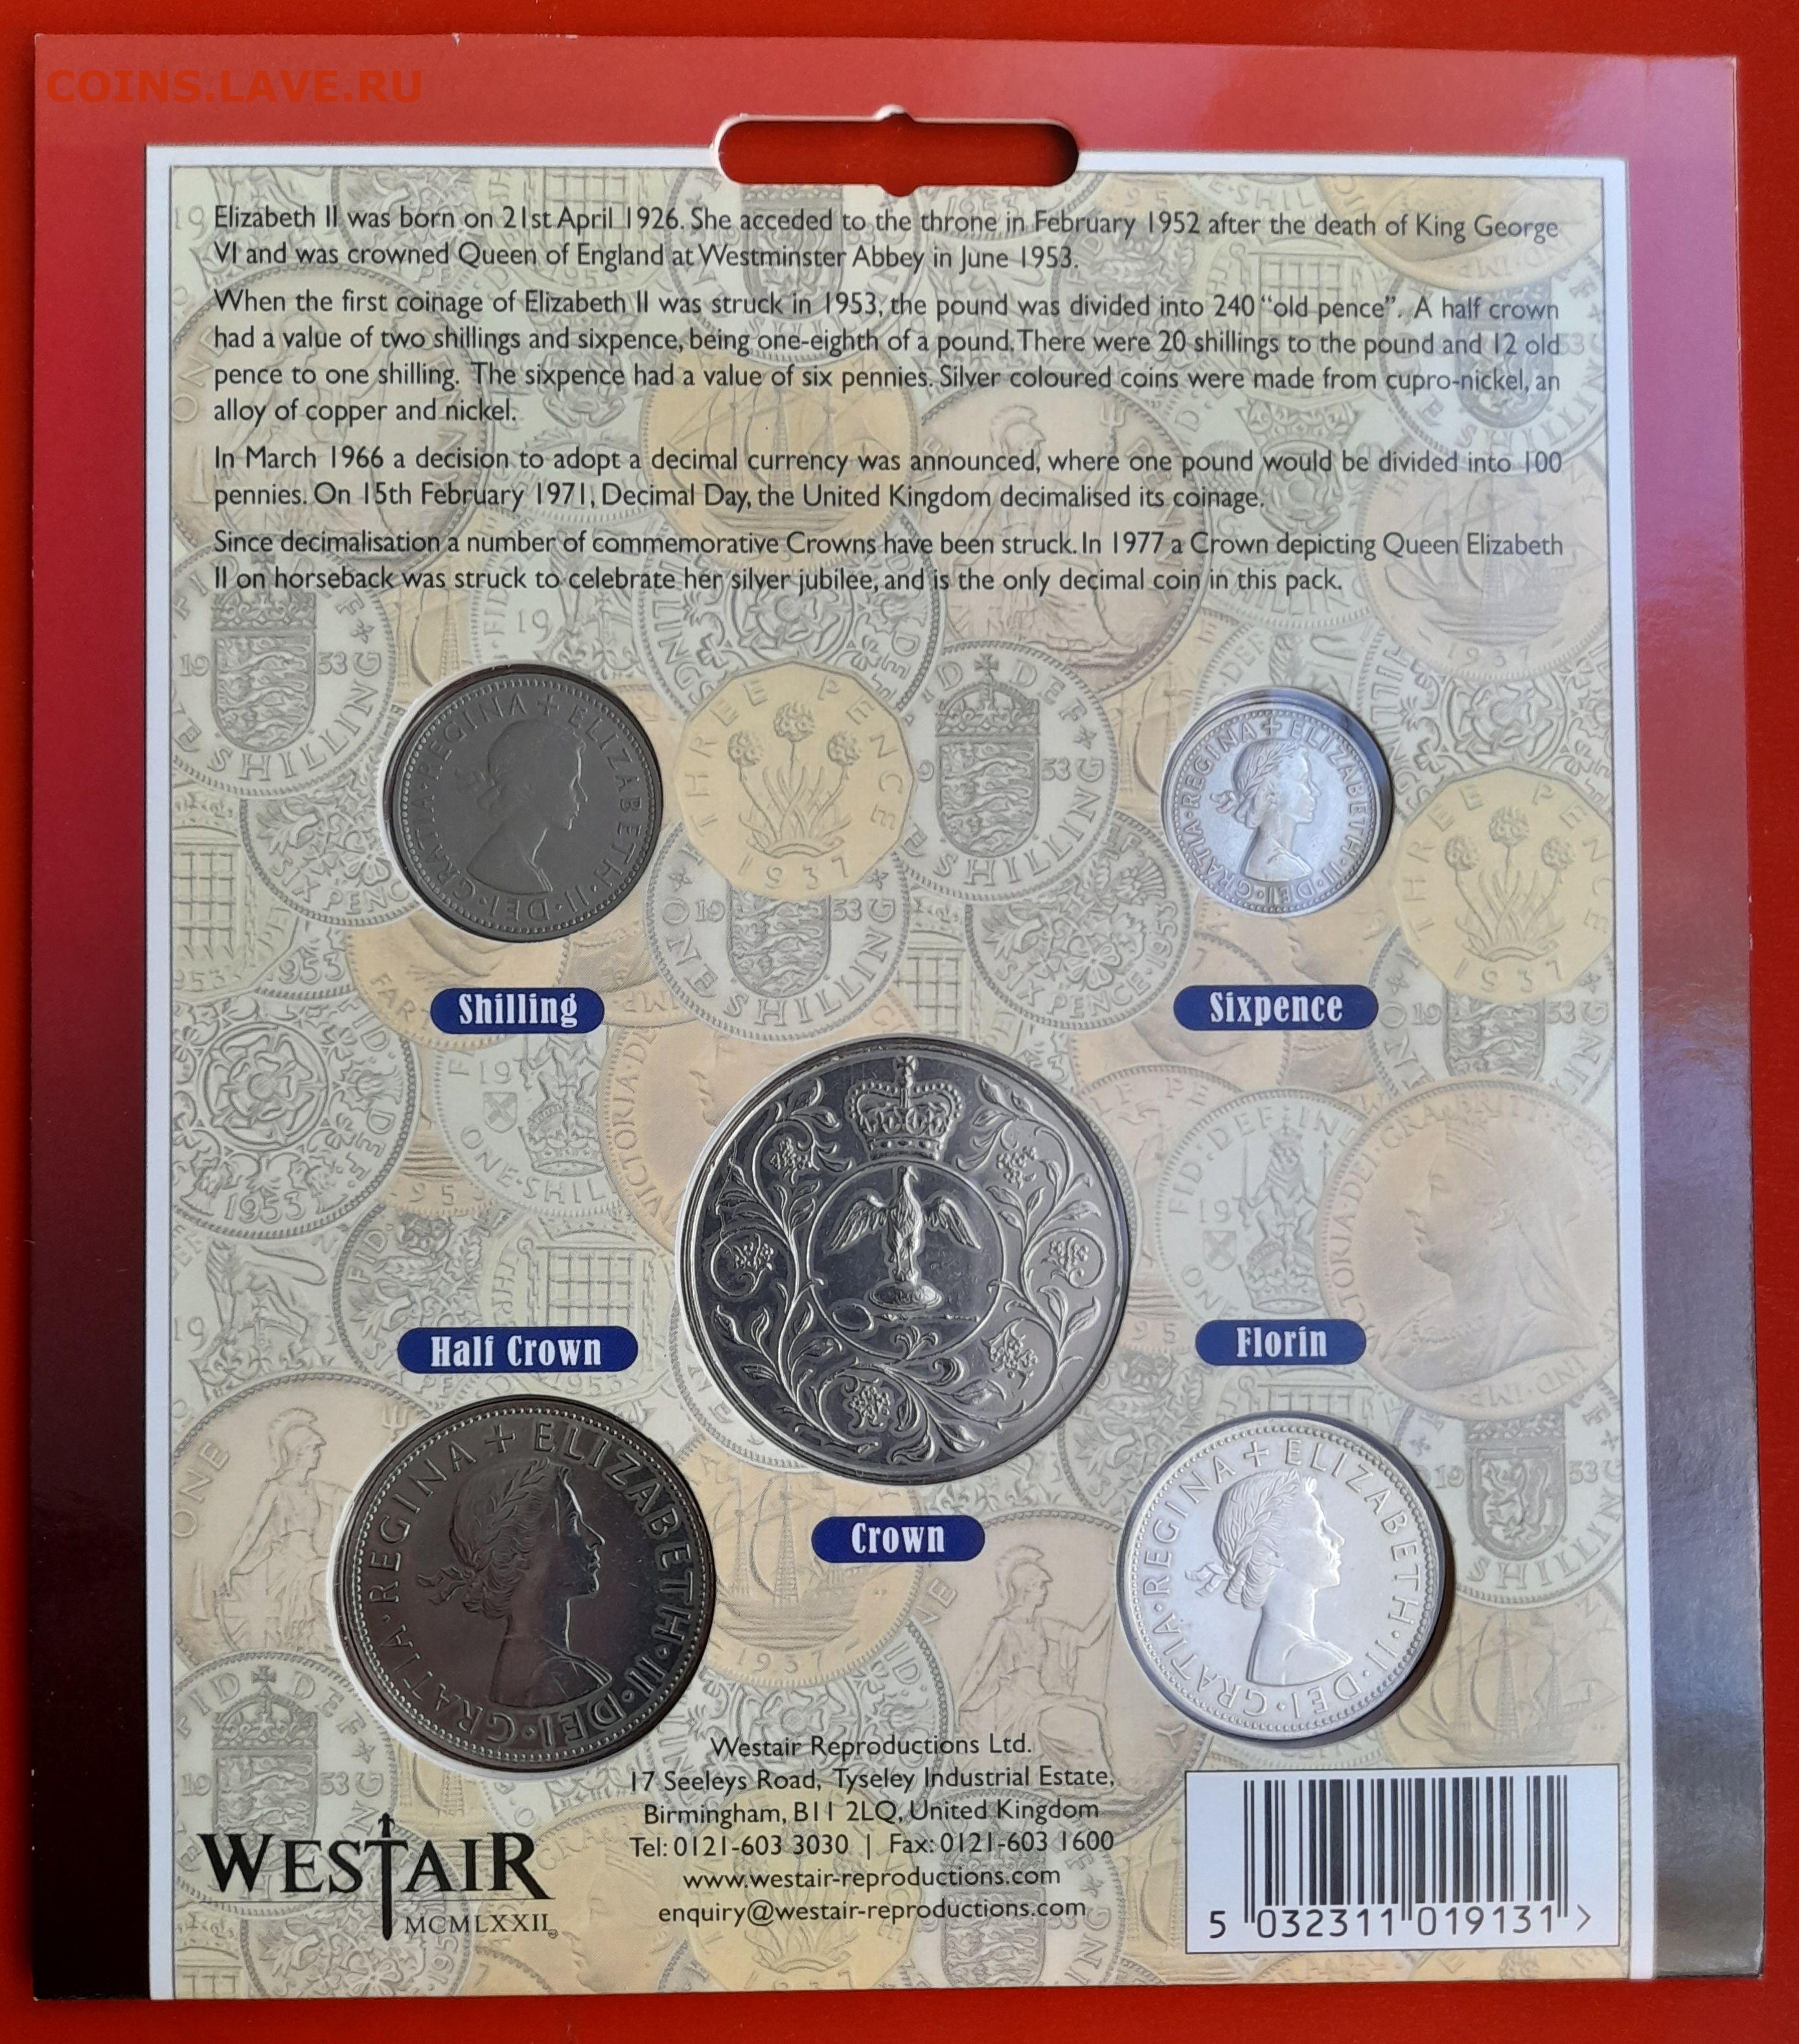 COINS.LAVE.RU
Elizabeth II was born on 21st April 1926. She acceded to the throne in February 1952 after the death of King George
VI and was crowned Queen of England at Westminster Abbey in June 1953.
When the first coinage of Elizabeth II was struck in 1953, the pound was divided into 240 “old pence”. A half crown
had a value of two shillings and sixpence, being one-eighth of a pound. There were 20 shillings to the pound and 12 old
pence to one shilling. The sixpence had a value of six pennies. Silver coloured coins were made from cupro-nickel, an
alloy of copper and nickel.
In March 1966 a decision to adopt a decimal currency was announced, where one pound would be divided into 100
pennies. On 15th February 1971, Decimal Day, the United Kingdom decimalised its coinage.
Since decimalisation a number of commemorative Crowns have been struck. In 1977 a Crown depicting Queen Elizabeth
II on horseback was struck to celebrate her silver jubilee, and is the only decimal coin in this pack.
+ ELIZABETH · II · DEI · GRATIA · REGINA
THREE PENCE
1937
+ ELIZABETH · II · DEI · GRATIA · REGINA
Shilling
Sixpence
Half Crown
Florin
+ ELIZABETH · II · DEI · GRATIA · REGINA
Crown
+ ELIZABETH · II · DEI · GRATIA · REGINA
Westair Reproductions Ltd.
17 Seeleys Road, Tyseley Industrial Estate,
Birmingham, B11 2LQ, United Kingdom
Tel: 0121-603 3030 | Fax: 0121-603 1600
www.westair-reproductions.com
enquiry@westair-reproductions.com
WESTAIR
MCMLXXII
5 032311 019131 >